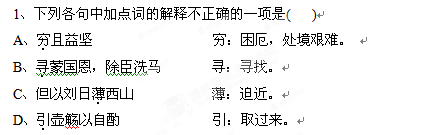 1、下列各句中加点词的解释不正确的一项是(    )
A、穷且益坚 穷：困厄，处境艰难。
B、寻蒙国恩，除臣洗马 寻：寻找。
C、但以刘日薄西山 薄：迫近。
D、引壶觞以自酌 引：取过来。